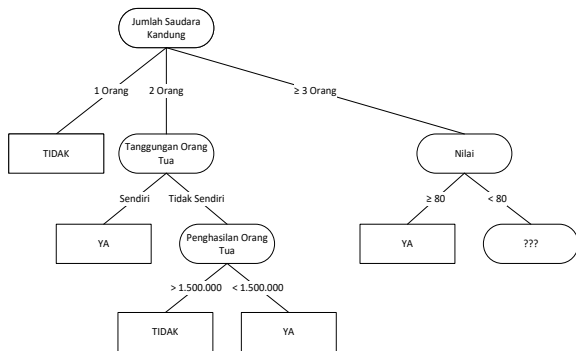 Jumlah Saudara
Kandung
1 Orang
2 Orang
≥ 3 Orang
TIDAK
Tanggungan Orang
Tua
Nilai
Sendiri
Tidak Sendiri
≥ 80
< 80
YA
Penghasilan Orang
Tua
YA
???
> 1.500.000
< 1.500.000
TIDAK
YA